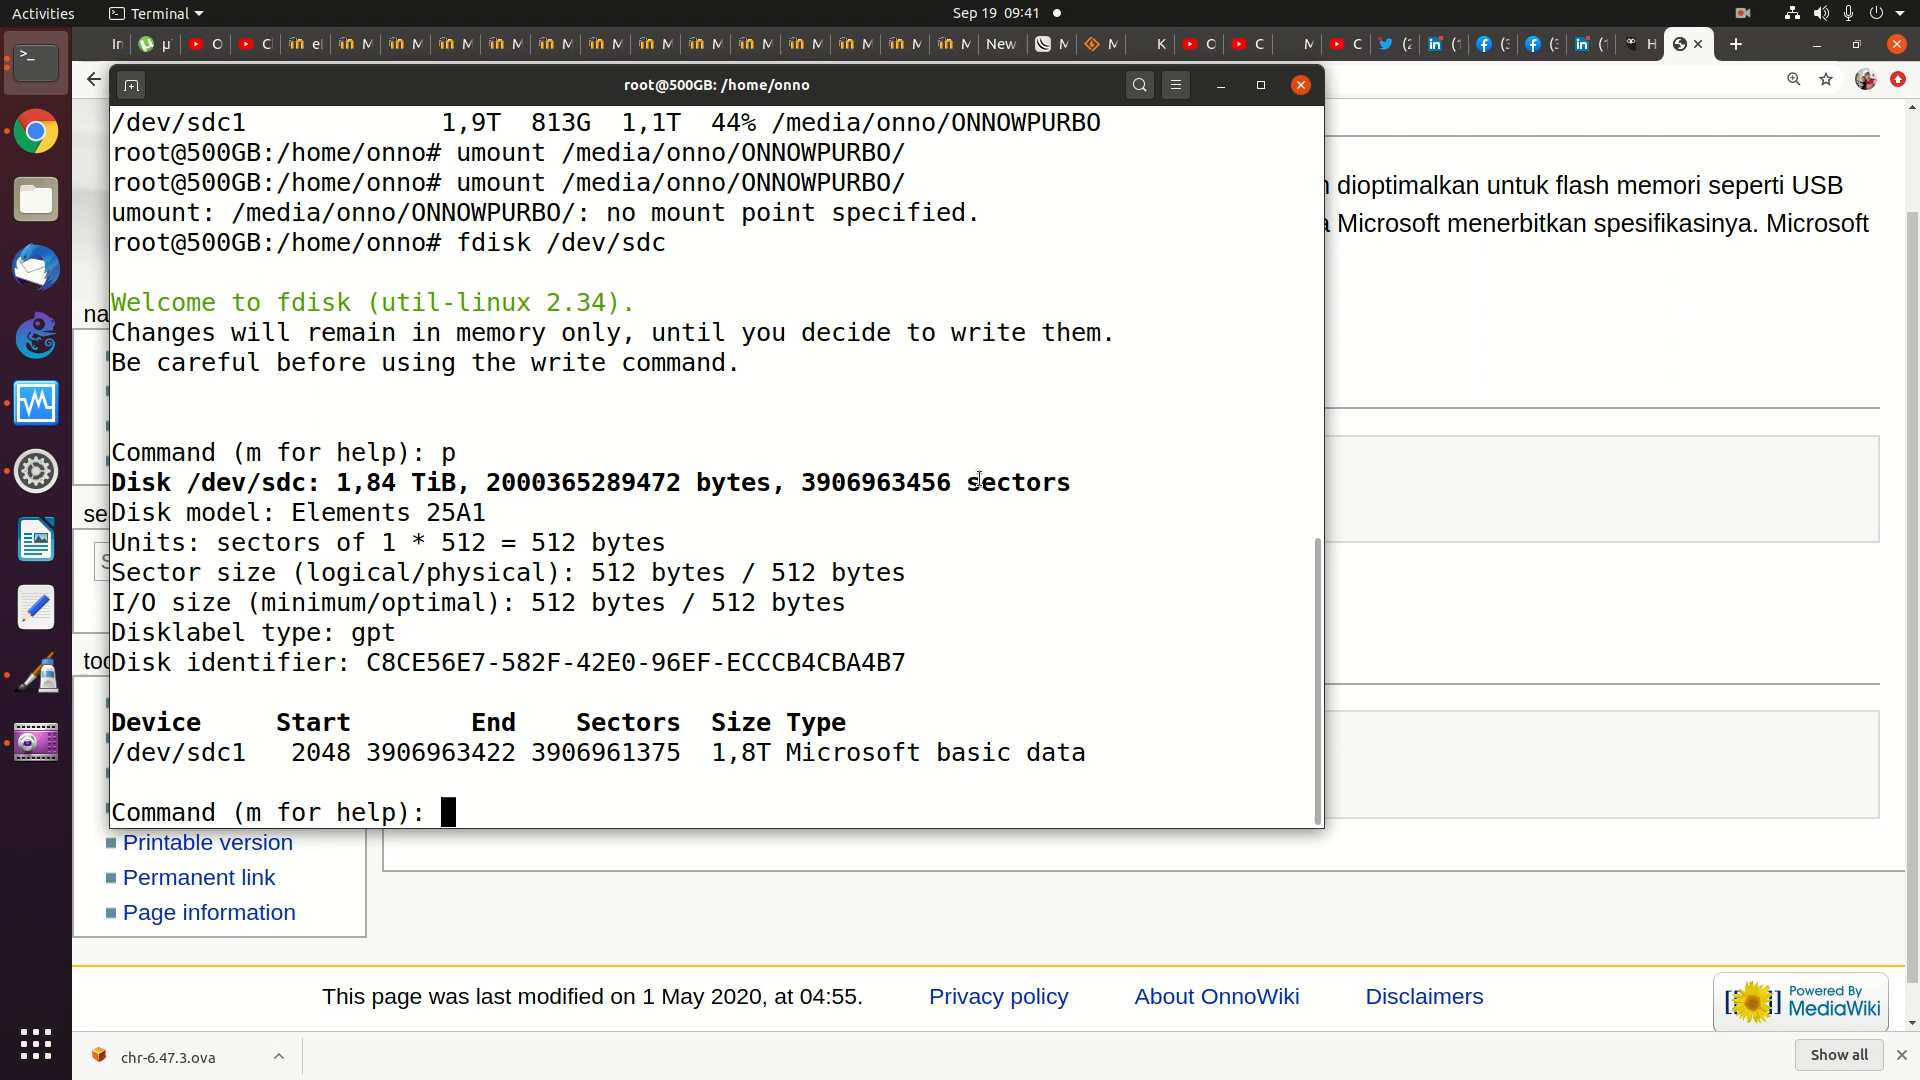 Activities
Terminal
Sep 19 09:41
New
root@500GB: /home/onno
/dev/sdc1 1,9T 813G 1,1T 44% /media/onno/ONNOWPURBO
root@500GB:/home/onno# umount /media/onno/ONNOWPURBO/
root@500GB:/home/onno# umount /media/onno/ONNOWPURBO/
umount: /media/onno/ONNOWPURBO/: no mount point specified.
root@500GB:/home/onno# fdisk /dev/sdc
Welcome to fdisk (util-linux 2.34).
Changes will remain in memory only, until you decide to write them.
Be careful before using the write command.
Command (m for help): p
Disk /dev/sdc: 1,84 TiB, 2000365289472 bytes, 3906963456 sectors
Disk model: Elements 25A1
Units: sectors of 1 * 512 = 512 bytes
Sector size (logical/physical): 512 bytes / 512 bytes
I/O size (minimum/optimal): 512 bytes / 512 bytes
Disklabel type: gpt
Disk identifier: C8CE56E7-582F-42E0-96EF-ECCCB4CBA4B7
Device Start End Sectors Size Type
/dev/sdc1 2048 3906963422 3906961375 1,8T Microsoft basic data
Command (m for help):
dioptimalkan untuk flash memori seperti USB
Microsoft menerbitkan spesifikasinya. Microsoft
Printable version
Permanent link
Page information
This page was last modified on 1 May 2020, at 04:55.
Privacy policy
About OnnoWiki
Disclaimers
Powered By
MediaWiki
chr-6.47.3.ova
Show all